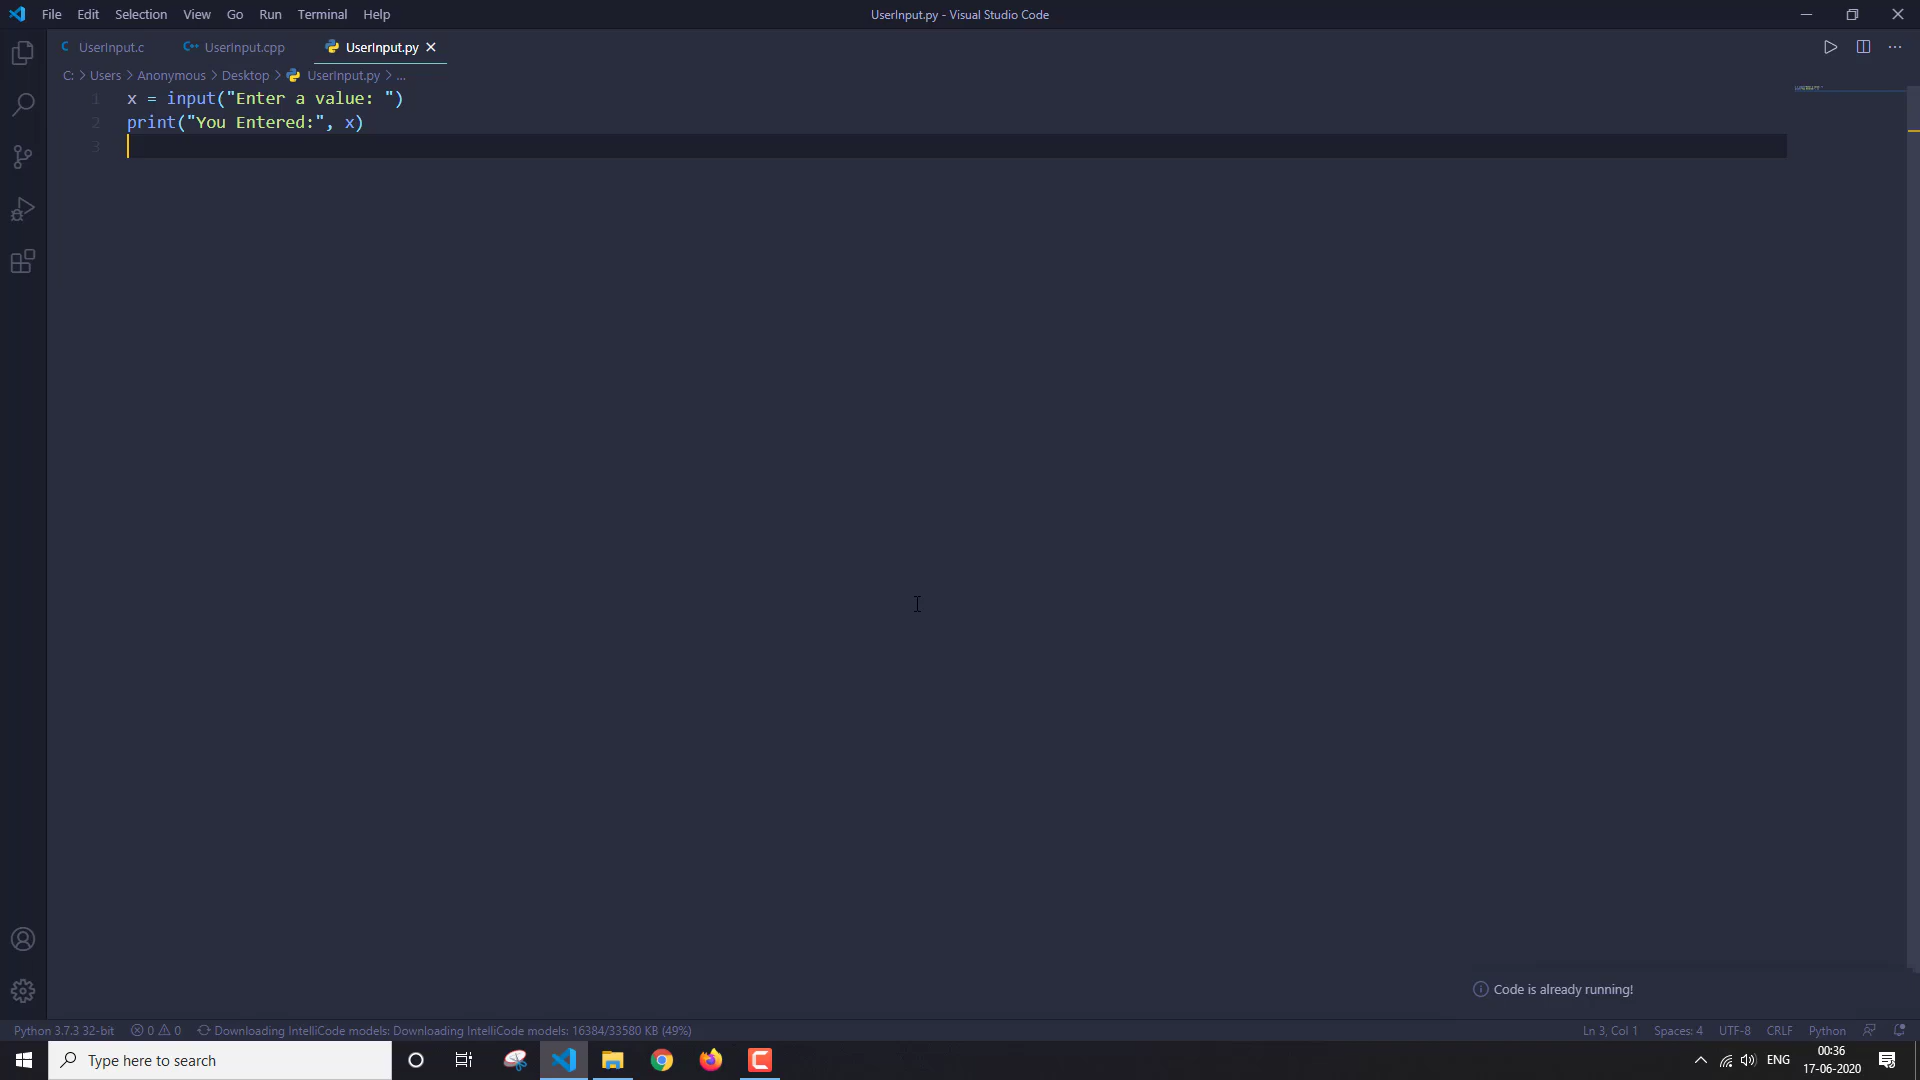 File Edit Selection View Go Run Terminal Help
UserInput.py - Visual Studio Code
UserInput.c UserInput.cpp UserInput.py
C: > Users > Anonymous > Desktop > UserInput.py > ...
1 x = input("Enter a value: ")
2 print("You Entered:", x)
3
Code is already running!
Python 3.7.3 32-bit 0 0 Downloading IntelliCode models: Downloading IntelliCode models: 16384/33580 KB (49%)
Ln 3, Col 1 Spaces: 4 UTF-8 CRLF Python
Type here to search
ENG
00:36
17-06-2020